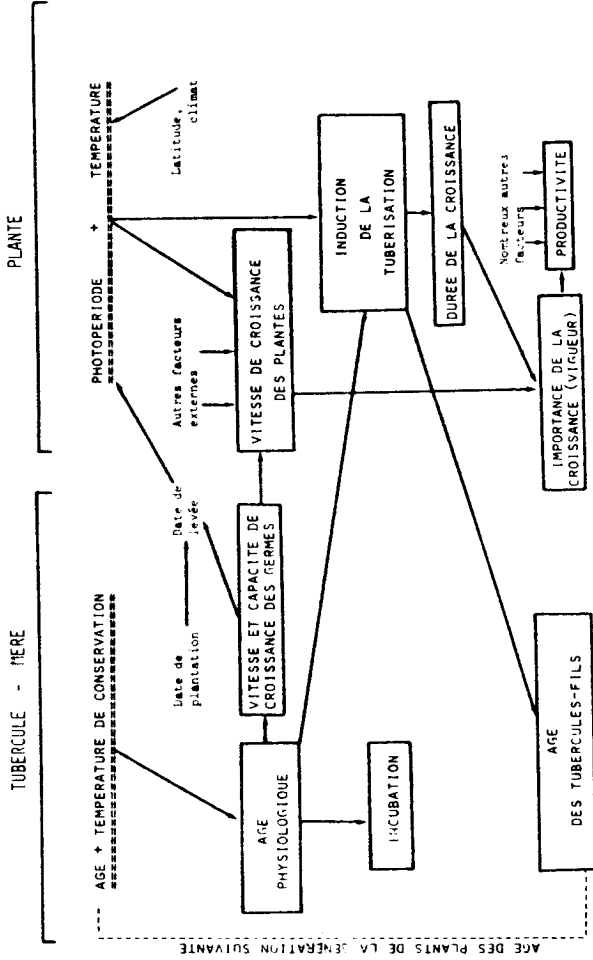 TUBERCULE - MERE
PLANTE
AGE + TEMPERATURE DE CONSERVATION
PHOTOPERIODE + TEMPERATURE
Latitude,
climat
Date de
plantation
Date de
levée
Autres facteurs
externes
AGE
PHYSIOLOGIQUE
VITESSE ET CAPACITE DE
CROISSANCE DES GERMES
VITESSE DE CROISSANCE
DES PLANTES
INDUCTION
DE LA
TUBERISATION
INCUBATION
DURÉE DE LA CROISSANCE
Nombreux autres
facteurs
AGE
DES TUBERCULES-FILS
IMPORTANCE DE LA
CROISSANCE (VIGUEUR)
PRODUCTIVITE
AGE DES PLANTS DE LA GENERATION SUIVANTE